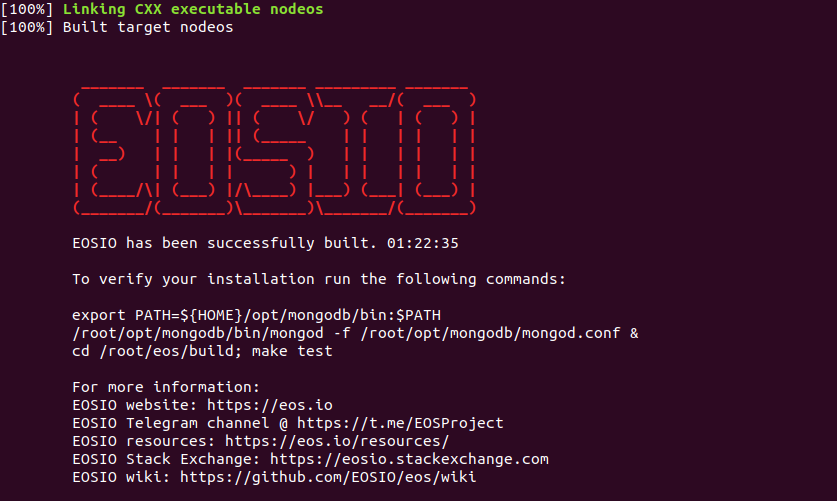 [100%] Linking CXX executable nodeos
[100%] Built target nodeos
EOSIO
EOSIO has been successfully built. 01:22:35
To verify your installation run the following commands:
export PATH=${HOME}/opt/mongodb/bin:$PATH
/root/opt/mongodb/bin/mongod -f /root/opt/mongodb/mongod.conf &
cd /root/eos/build; make test
For more information:
EOSIO website: https://eos.io
EOSIO Telegram channel @ https://t.me/EOSProject
EOSIO resources: https://eos.io/resources/
EOSIO Stack Exchange: https://eosio.stackexchange.com
EOSIO wiki: https://github.com/EOSIO/eos/wiki